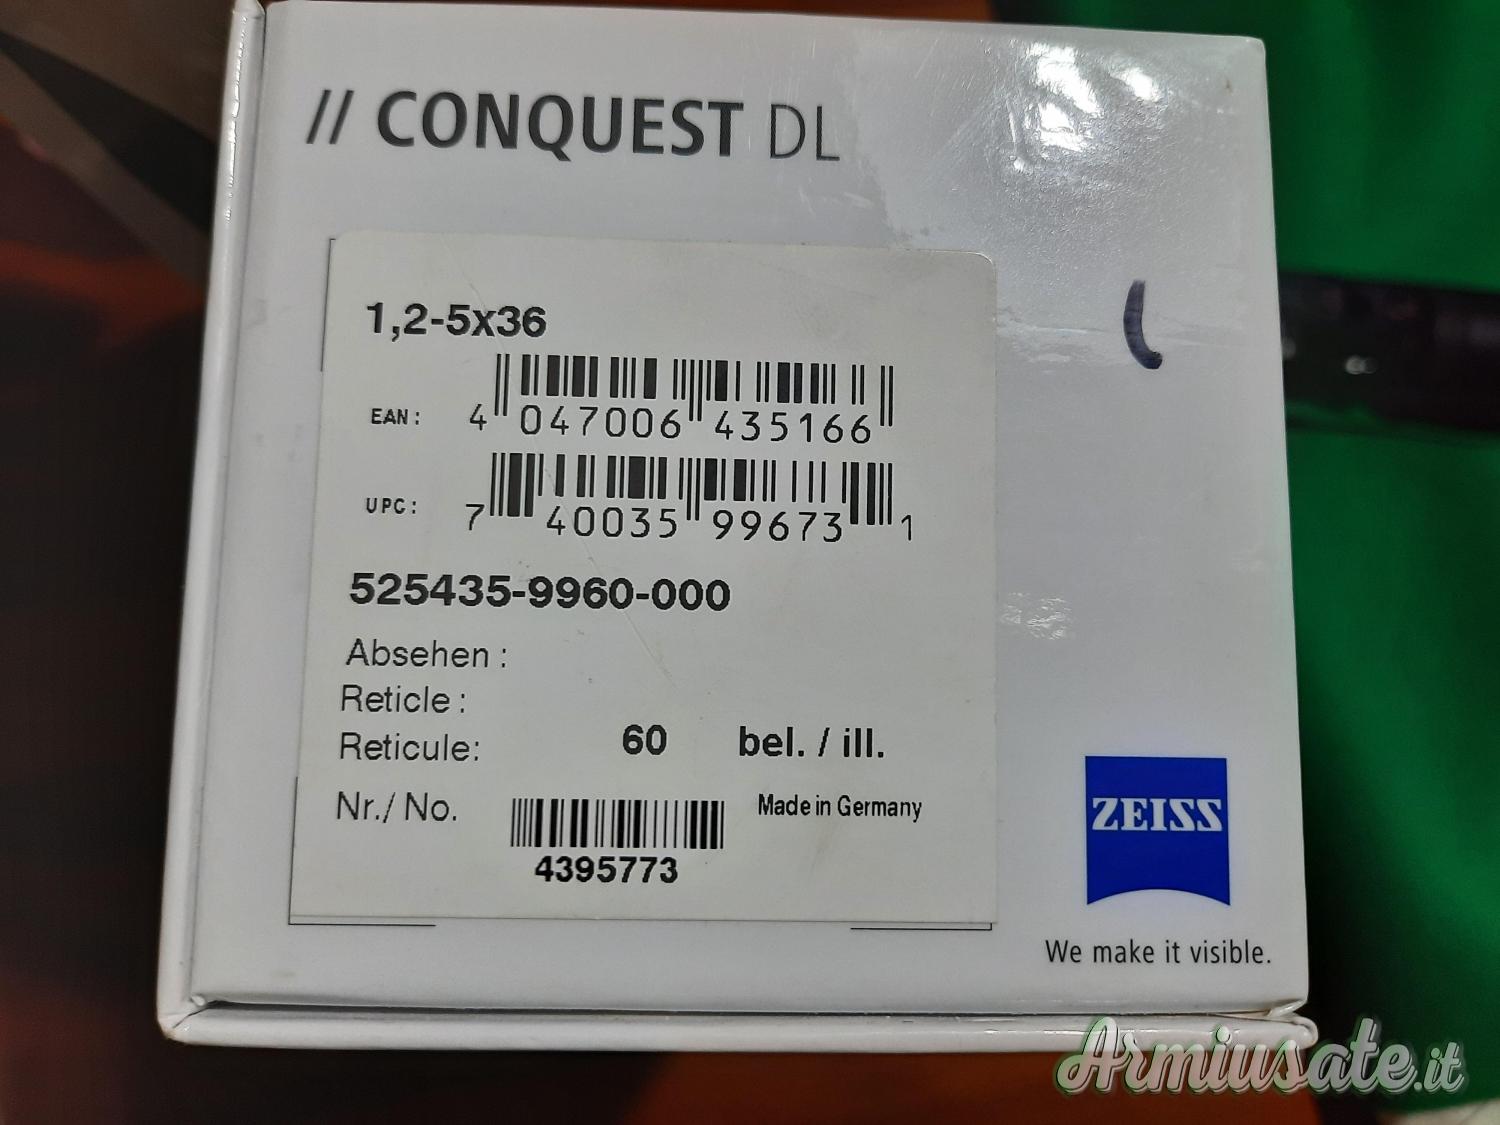 // CONQUEST DL
1,2-5x36
EAN: 4 047006 435166
UPC: 7 40035 99673 1
525435-9960-000
Absehen :
Reticle :
Reticule: 60 bel. / ill.
Nr./ No. Made in Germany
4395773
ZEISS
We make it visible.
Armiusate.it